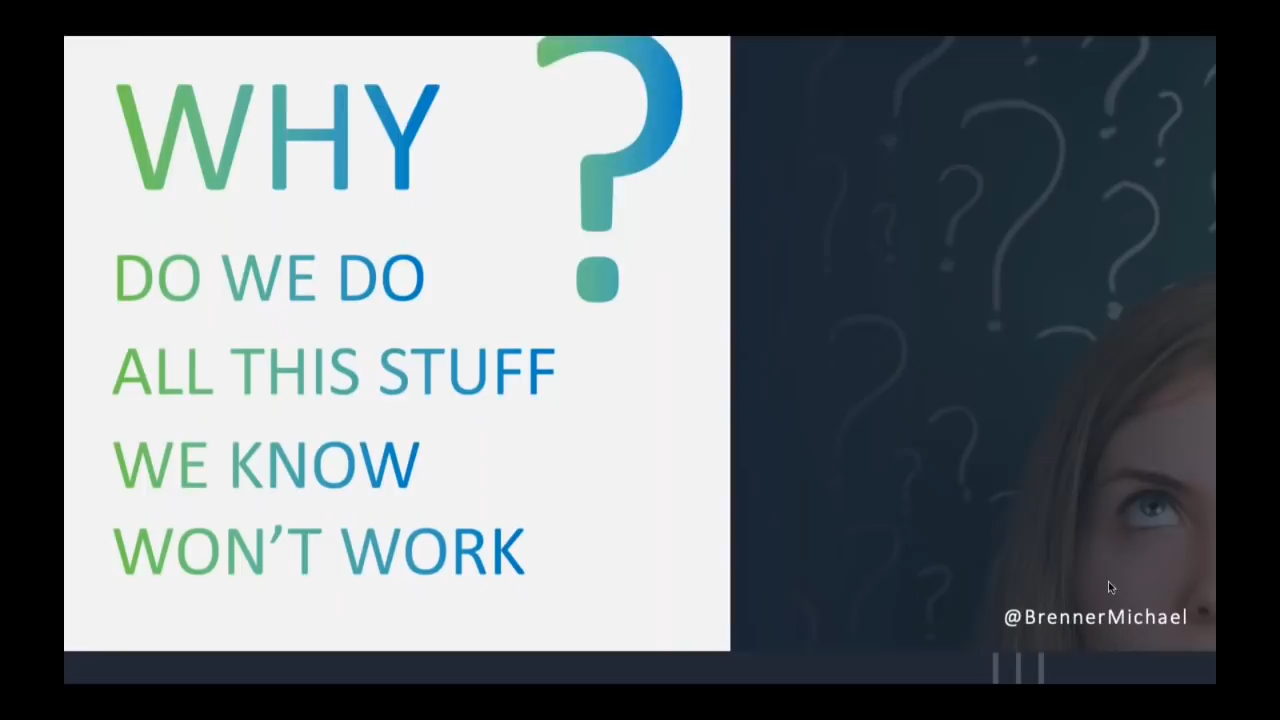 WHY ?
DO WE DO
ALL THIS STUFF
WE KNOW
WON’T WORK
@BrennerMichael